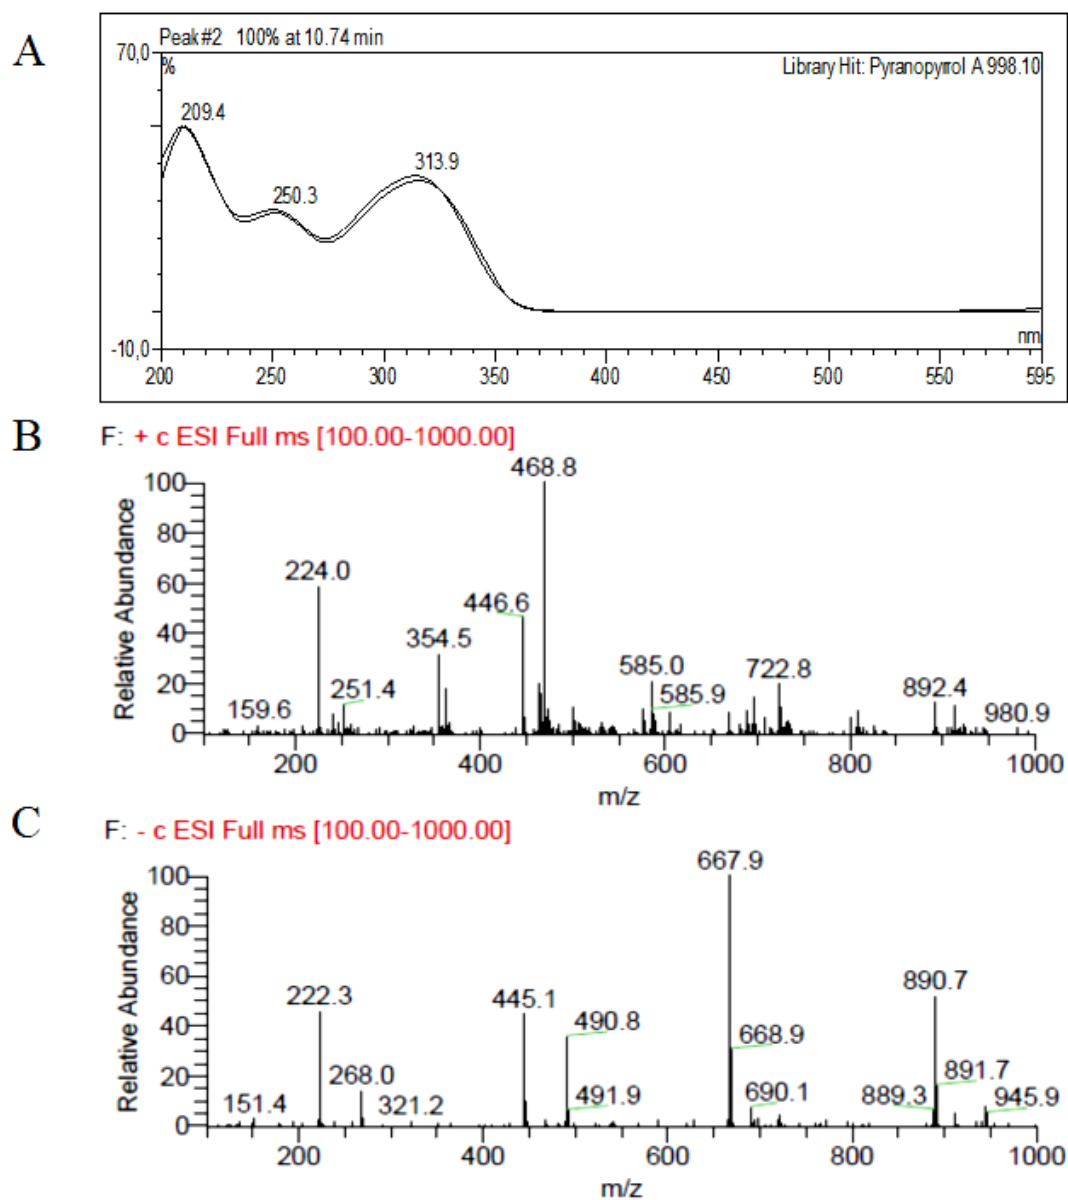 A
Peak #2 100% at 10.74 min
70,0
%
Library Hit: Pyranopyrrol A 998.10
209.4
250.3
313.9
-10,0
nm
200 250 300 350 400 450 500 550 595
B
F: + c ESI Full ms [100.00-1000.00]
Relative Abundance
100
80
60
40
20
0
468.8
224.0
446.6
354.5
251.4
159.6
585.0
585.9
722.8
892.4
980.9
200 400 600 800 1000
m/z
C
F: - c ESI Full ms [100.00-1000.00]
Relative Abundance
100
80
60
40
20
0
667.9
222.3
445.1
890.7
490.8
668.9
268.0
891.7
151.4
321.2
491.9
690.1
889.3
945.9
200 400 600 800 1000
m/z